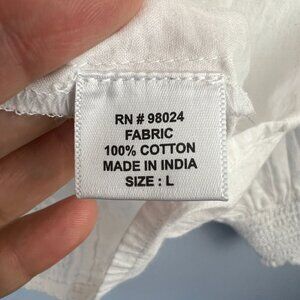 RN # 98024
FABRIC
100% COTTON
MADE IN INDIA
SIZE : L